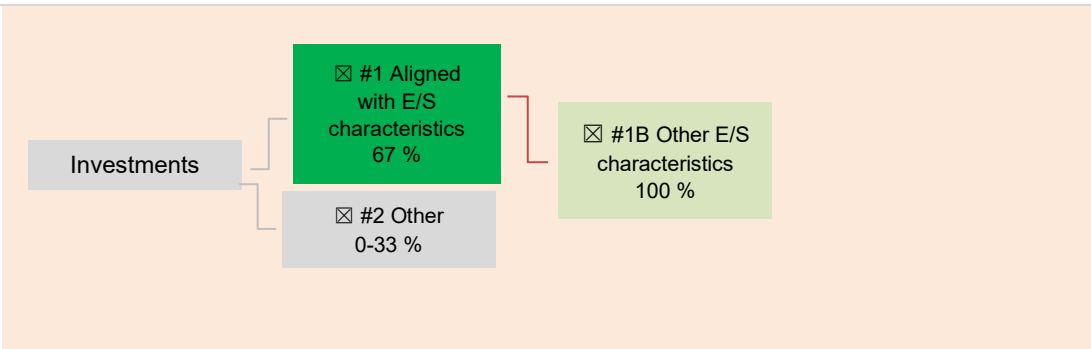 Investments
☒ #1 Aligned
with E/S
characteristics
67 %
☒ #2 Other
0-33 %
☒ #1B Other E/S
characteristics
100 %